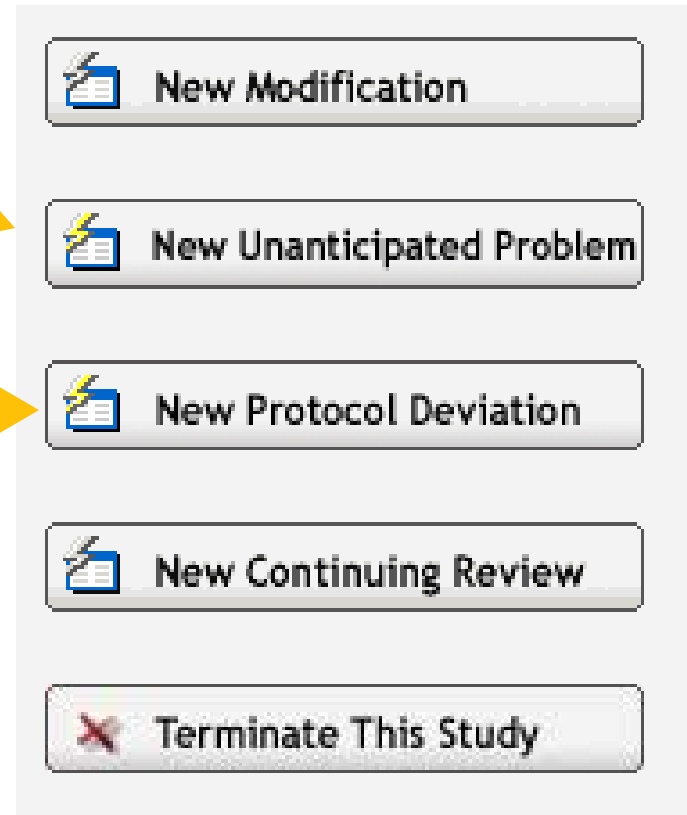 New Modification
New Unanticipated Problem
New Protocol Deviation
New Continuing Review
Terminate This Study